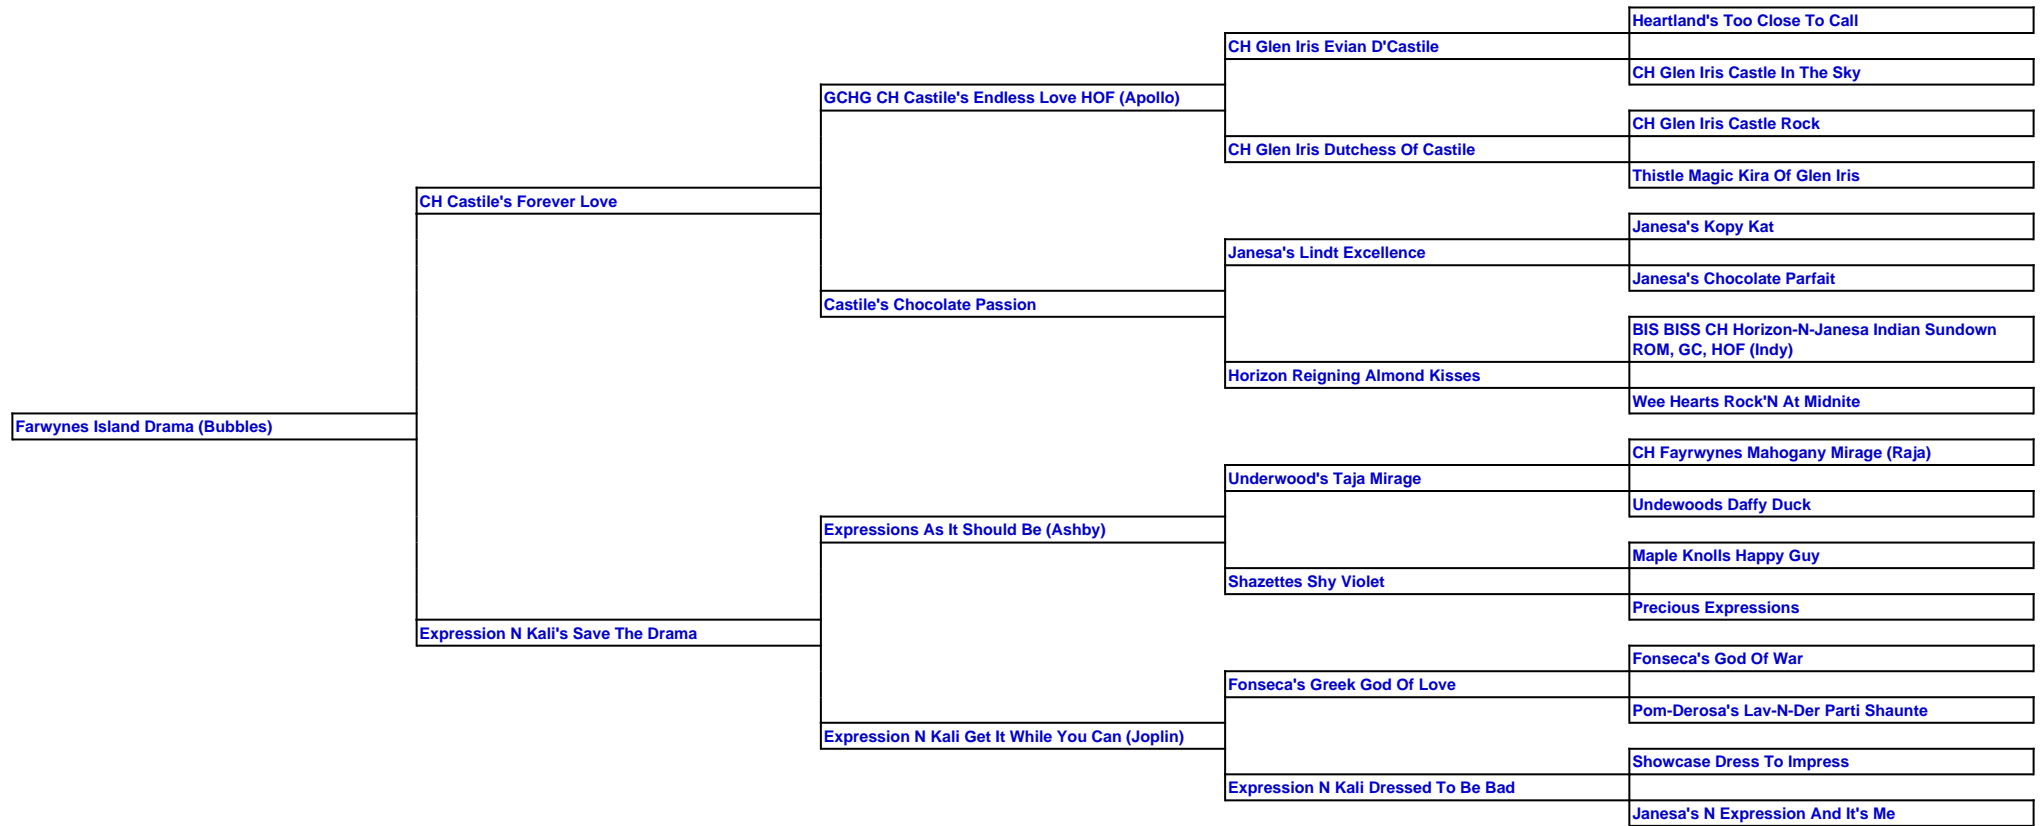 Heartland's Too Close To Call
CH Glen Iris Evian D'Castile
CH Glen Iris Castle In The Sky
GCHG CH Castile's Endless Love HOF (Apollo)
CH Glen Iris Castle Rock
CH Glen Iris Dutchess Of Castile
Thistle Magic Kira Of Glen Iris
CH Castile's Forever Love
Janesa's Kopy Kat
Janesa's Lindt Excellence
Janesa's Chocolate Parfait
Castile's Chocolate Passion
BIS BISS CH Horizon-N-Janesa Indian Sundown
ROM, GC, HOF (Indy)
Horizon Reigning Almond Kisses
Wee Hearts Rock'N At Midnite
Farwynes Island Drama (Bubbles)
CH Fayrwynes Mahogany Mirage (Raja)
Underwood's Taja Mirage
Undewoods Daffy Duck
Expressions As It Should Be (Ashby)
Maple Knolls Happy Guy
Shazettes Shy Violet
Precious Expressions
Expression N Kali's Save The Drama
Fonseca's God Of War
Fonseca's Greek God Of Love
Pom-Derosa's Lav-N-Der Parti Shaunte
Expression N Kali Get It While You Can (Joplin)
Showcase Dress To Impress
Expression N Kali Dressed To Be Bad
Janesa's N Expression And It's Me